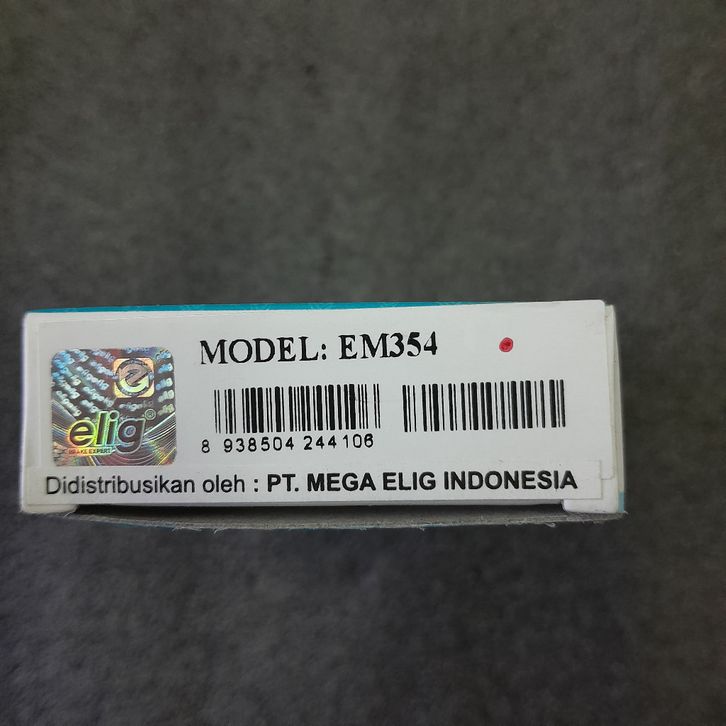 MODEL: EM354
elig
BRAKE EXPERT
8 938504 244106
Didistribusikan oleh : PT. MEGA ELIG INDONESIA